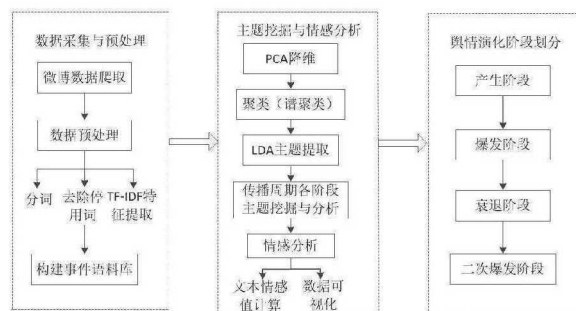 数据采集与预处理
微博数据爬取
数据预处理
分词
去除停
用词
TF-IDF特
征提取
构建事件语料库
主题挖掘与情感分析
PCA降维
聚类（谱聚类）
LDA主题提取
传播周期各阶段
主题挖掘与分析
情感分析
文本情感
值计算
数据可
视化
舆情演化阶段划分
产生阶段
爆发阶段
衰退阶段
二次爆发阶段